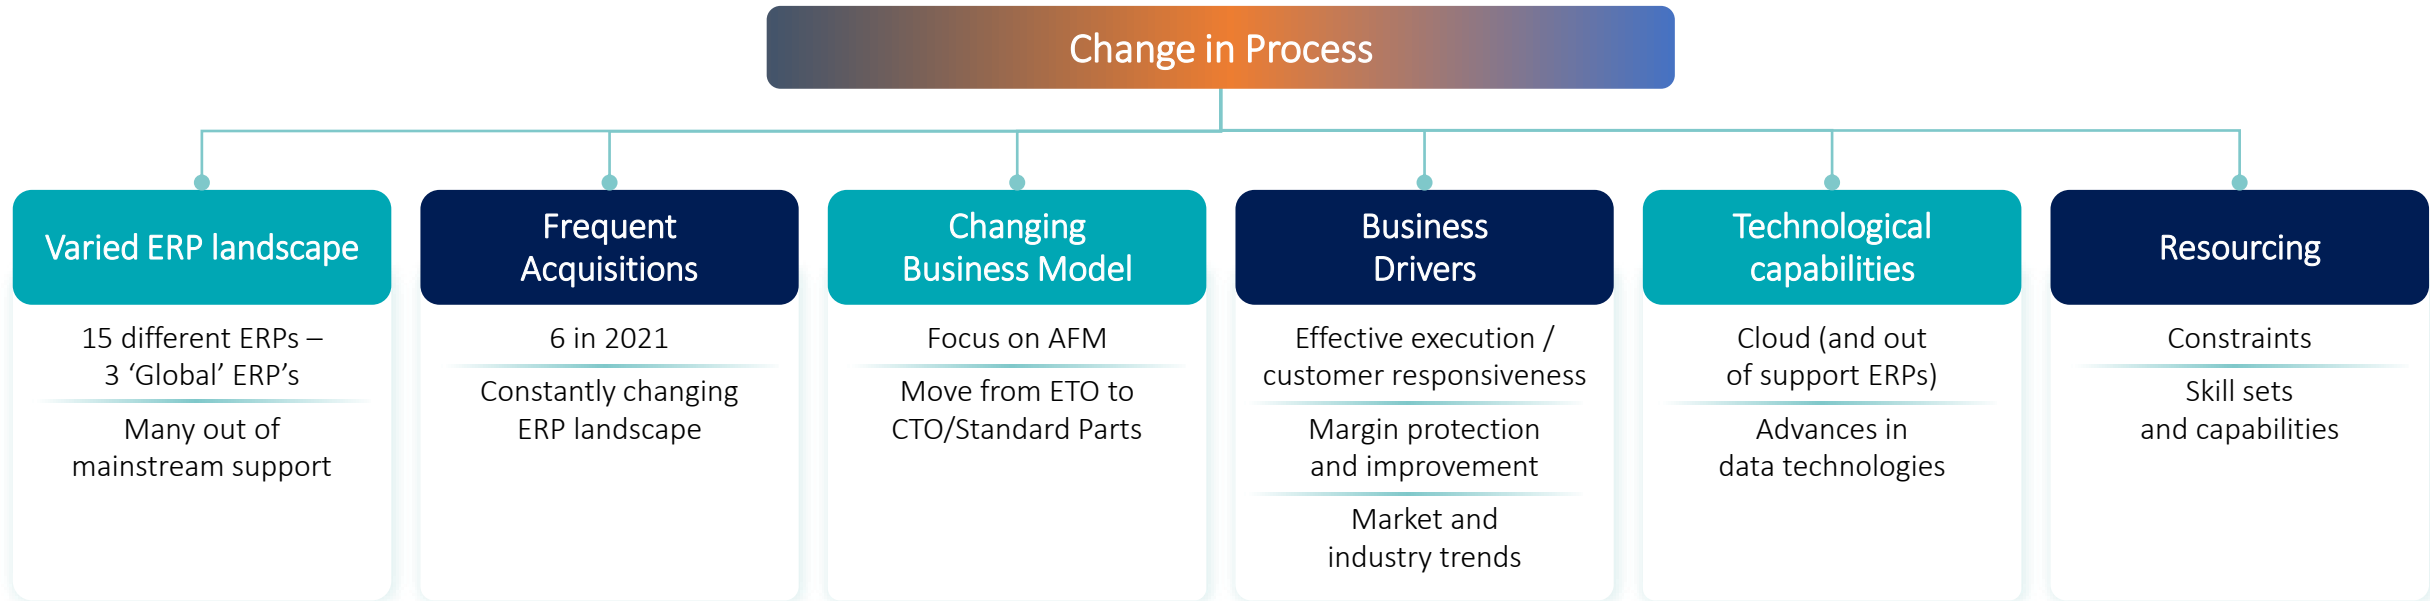 Change in Process
Varied ERP landscape
15 different ERPs –
3 ‘Global’ ERP’s
Many out of
mainstream support
Frequent
Acquisitions
6 in 2021
Constantly changing
ERP landscape
Changing
Business Model
Focus on AFM
Move from ETO to
CTO/Standard Parts
Business
Drivers
Effective execution /
customer responsiveness
Margin protection
and improvement
Market and
industry trends
Technological
capabilities
Cloud (and out
of support ERPs)
Advances in
data technologies
Resourcing
Constraints
Skill sets
and capabilities